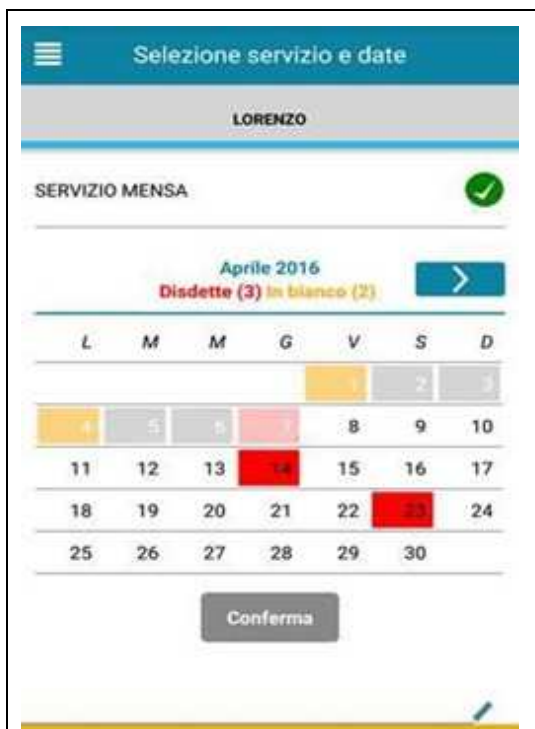 Selezione servizio e date
LORENZO
SERVIZIO MENSA
Aprile 2016
Disdette (3) In bianco (2)
L M M G V S D
1 2 3
4 5 6 7 8 9 10
11 12 13 14 15 16 17
18 19 20 21 22 23 24
25 26 27 28 29 30
Conferma